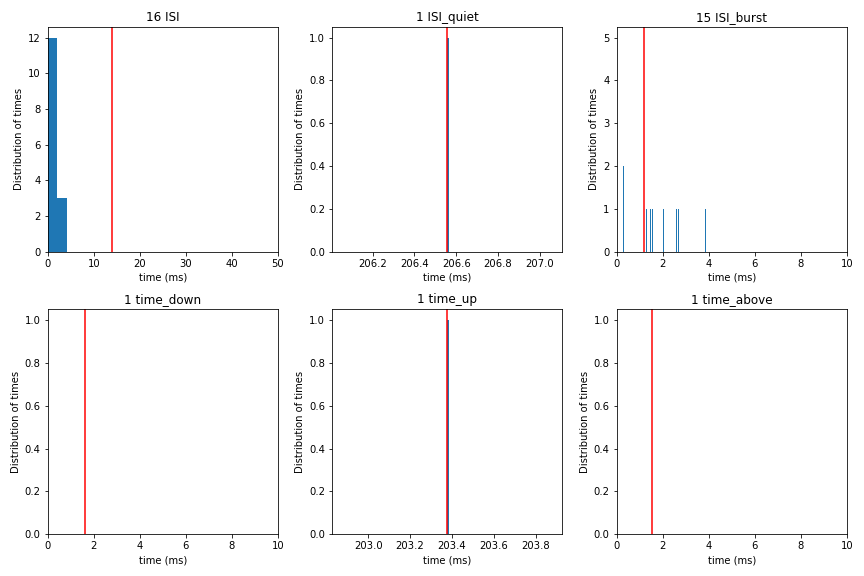 16 ISI
Distribution of times
12
10
8
6
4
2
0
0 10 20 30 40 50
time (ms)
1 ISI_quiet
Distribution of times
1.0
0.8
0.6
0.4
0.2
0.0
206.2 206.4 206.6 206.8 207.0
time (ms)
15 ISI_burst
Distribution of times
5
4
3
2
1
0
0 2 4 6 8 10
time (ms)
1 time_down
Distribution of times
1.0
0.8
0.6
0.4
0.2
0.0
0 2 4 6 8 10
time (ms)
1 time_up
Distribution of times
1.0
0.8
0.6
0.4
0.2
0.0
203.0 203.2 203.4 203.6 203.8
time (ms)
1 time_above
Distribution of times
1.0
0.8
0.6
0.4
0.2
0.0
0 2 4 6 8 10
time (ms)